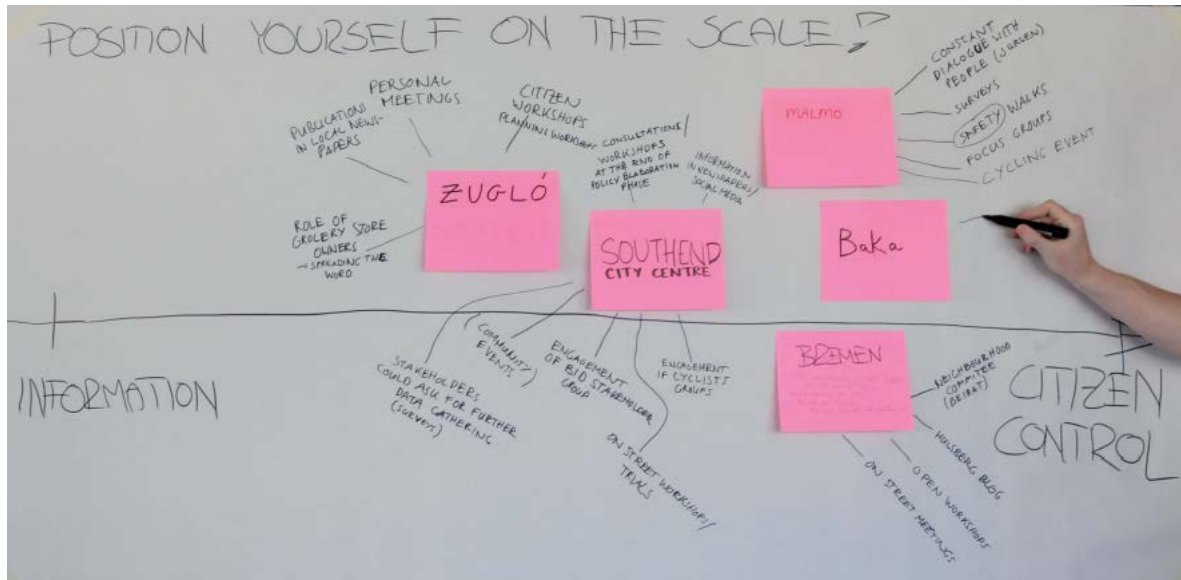 POSITION YOURSELF ON THE SCALE!
PUBLICATIONS
IN LOCAL NEWS-
PAPERS
PERSONAL
MEETINGS
CITIZEN
WORKSHOPS
PLANNING WORKSHOPS
ROLE OF
GROCERY STORE
OWNERS
→ SPREADING THE
WORD
ZUGLÓ
CONSULTATIONS/
WORKSHOPS
AT THE END OF
POLICY ELABORATION
PHASE
INFORMATION
IN NEWSPAPERS/
SOCIAL MEDIA
SOUTHEND
CITY CENTRE
MALMÖ
CONSTANT
DIALOGUE WITH
PEOPLE
SURVEYS
SAFETY WALKS
FOCUS GROUPS
CYCLING EVENT
Baka
INFORMATION
STAKEHOLDERS
COULD ASK FOR FURTHER
DATA GATHERING
(SURVEYS)
COMMUNITY
EVENTS
ENGAGEMENT
OF BID STAKEHOLDER
GROUP
ON STREET WORKSHOPS/
TRIALS
ENGAGEMENT
IF CYCLISTS
GROUPS
BREMEN
NEIGHBOURHOOD
COMMITEE
(BEIRAT)
HULSBERG BLOG
OPEN WORKSHOPS
ON STREET MEETINGS
CITIZEN
CONTROL